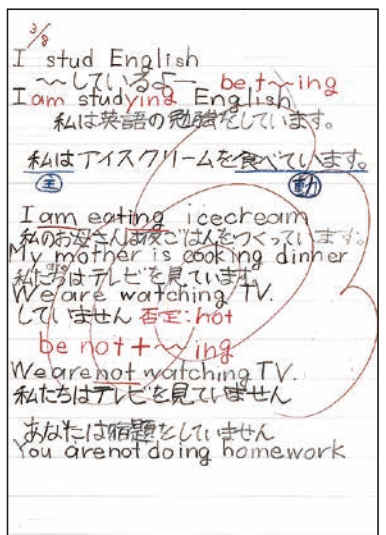 3/8
I stud English
〜〜しているよー be+〜〜ing
I am studying English
私は英語の勉強をしています。
私はアイスクリームを食べています。
主 動
I am eating icecream
私のお母さんは夜ごはんをつくっています。
My mother is cooking dinner
私たちはテレビを見ています。
We are watching TV.
していません 否定:not
be not+〜〜ing
We are not watching TV.
私たちはテレビを見ていません
あなたは宿題をしていません
You are not doing homework